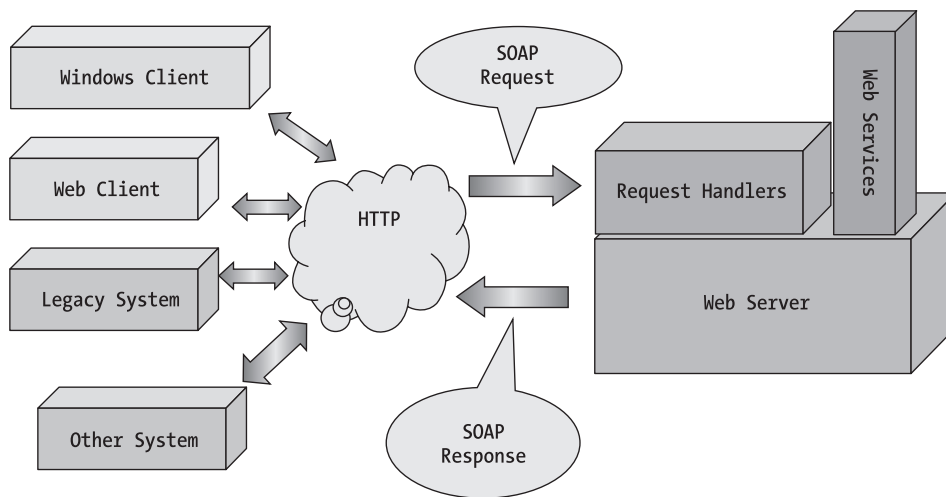 Windows Client
Web Client
Legacy System
Other System
HTTP
SOAP
Request
SOAP
Response
Request Handlers
Web Services
Web Server